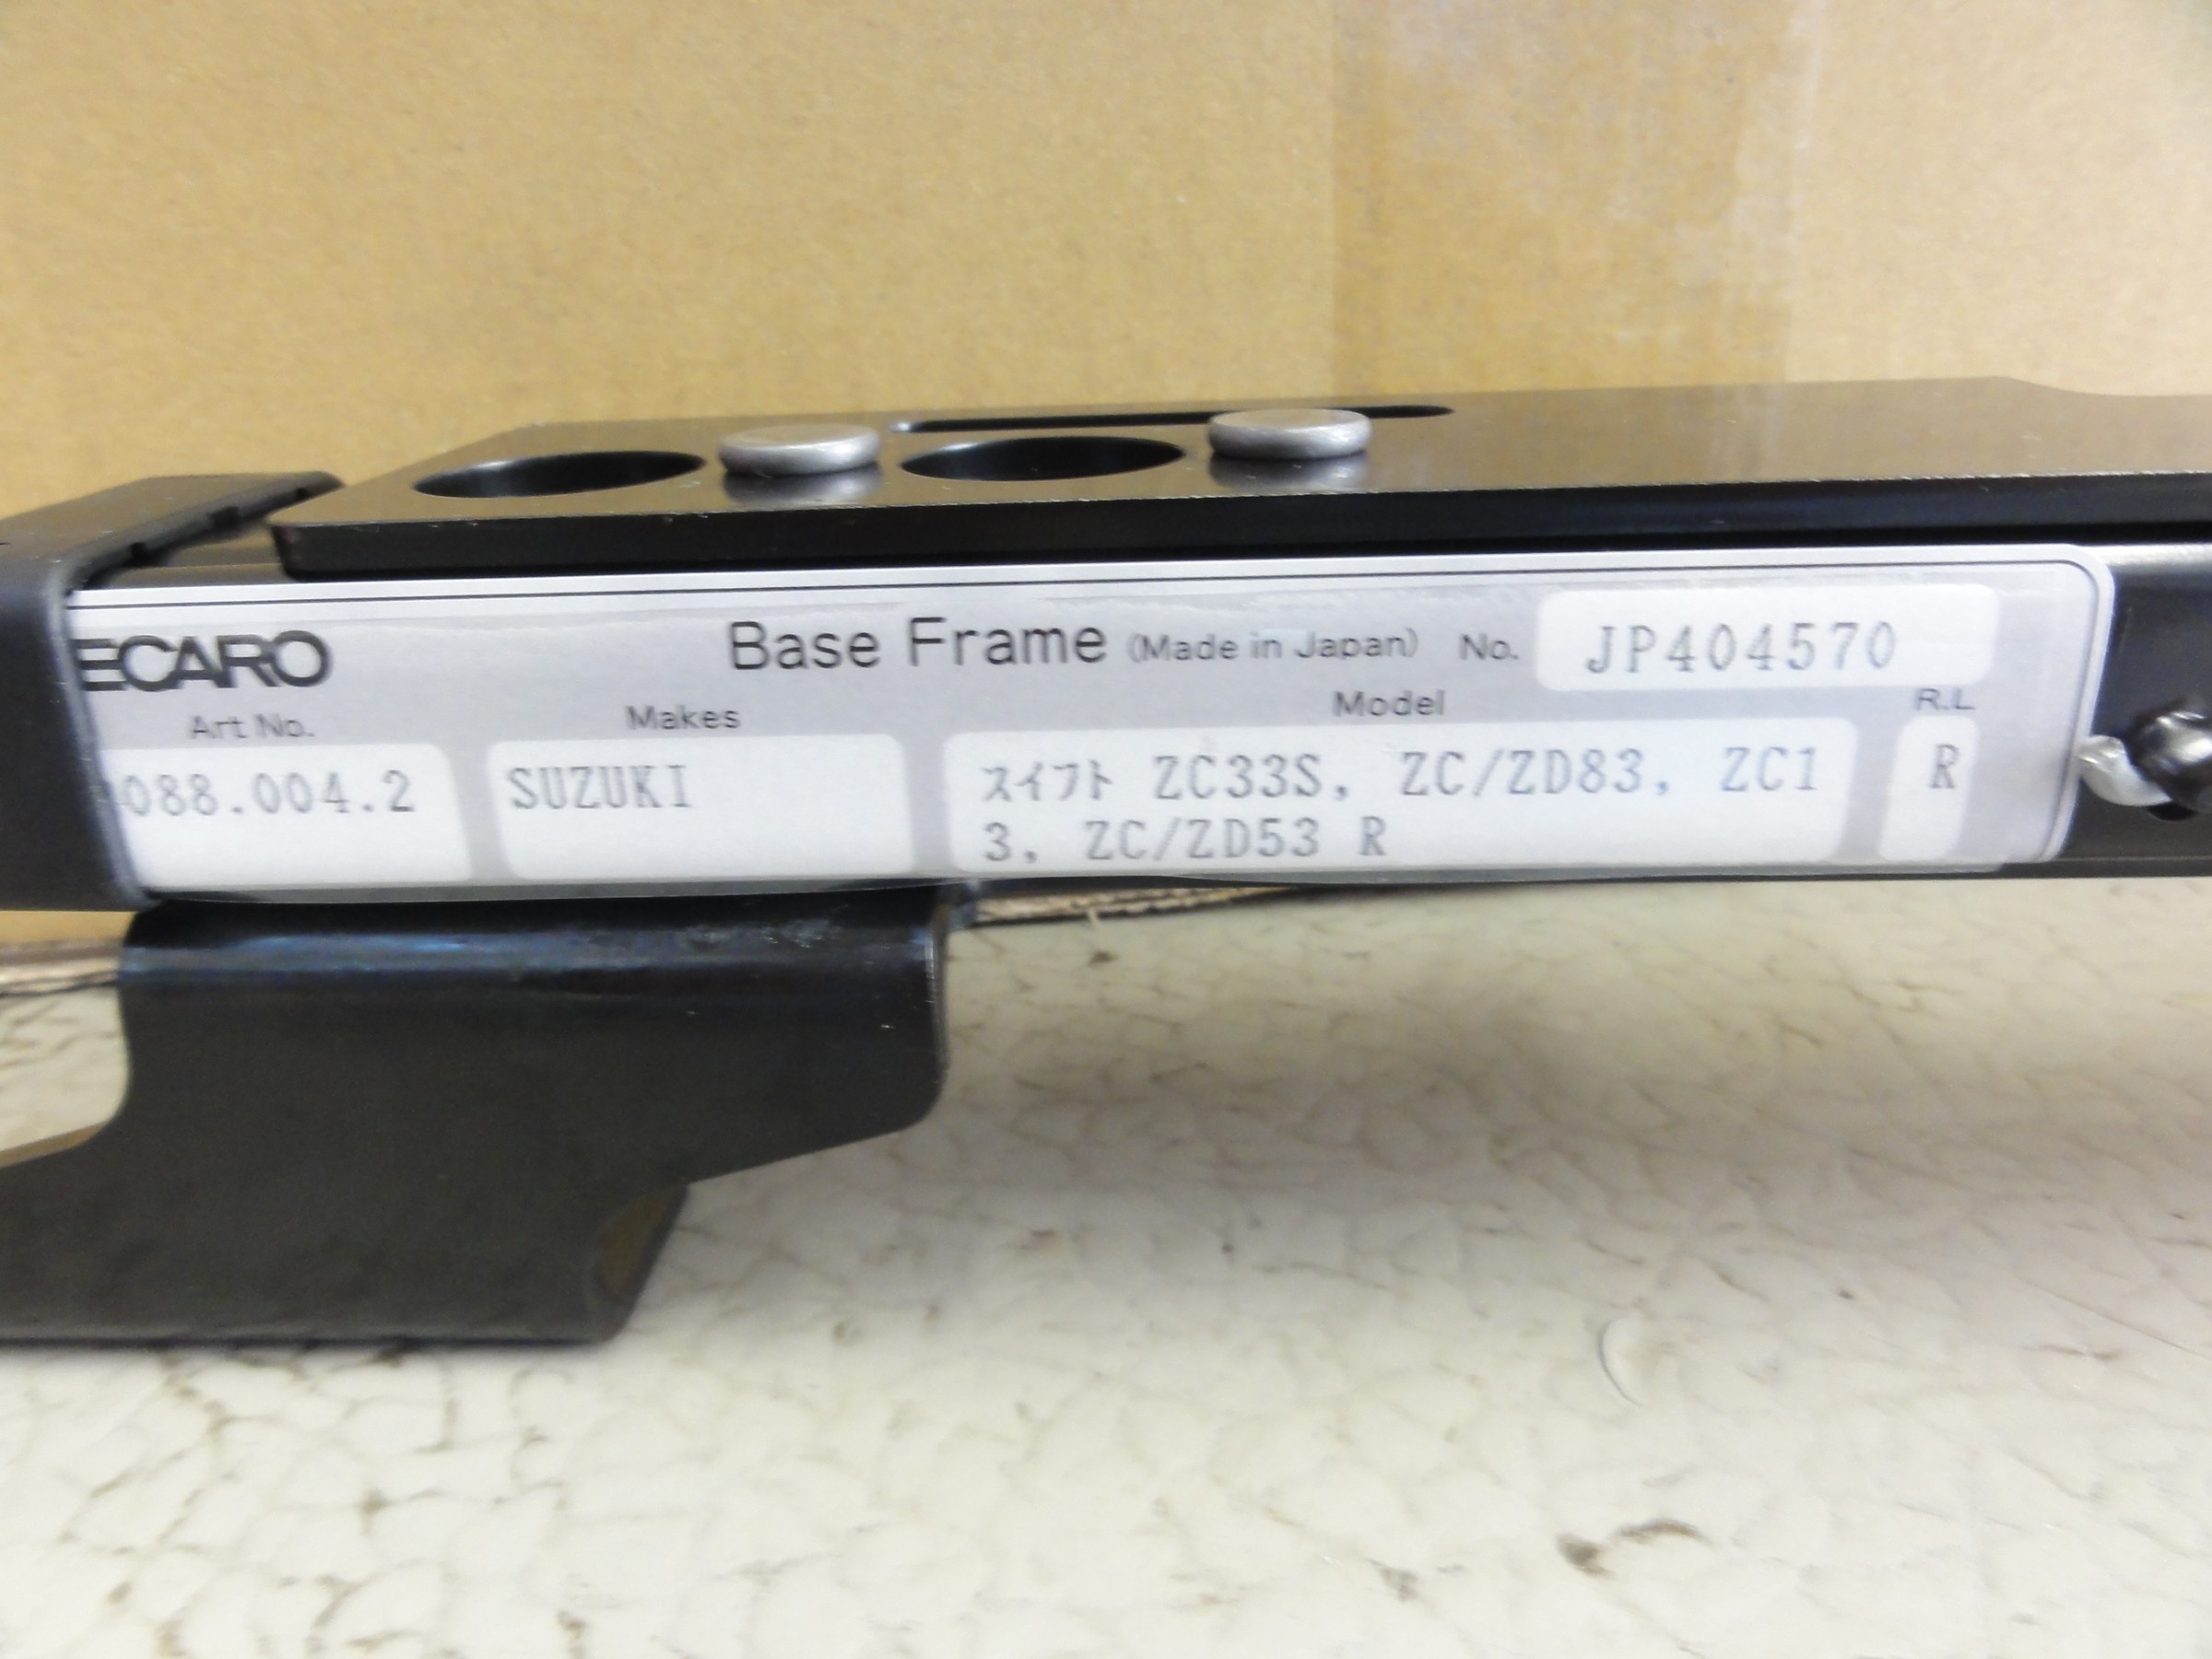 ECARO Base Frame (Made in Japan) No. JP404570
Art No. Makes Model R.L
088.004.2 SUZUKI スイフト ZC33S, ZC/ZD83, ZC1 R
3, ZC/ZD53 R